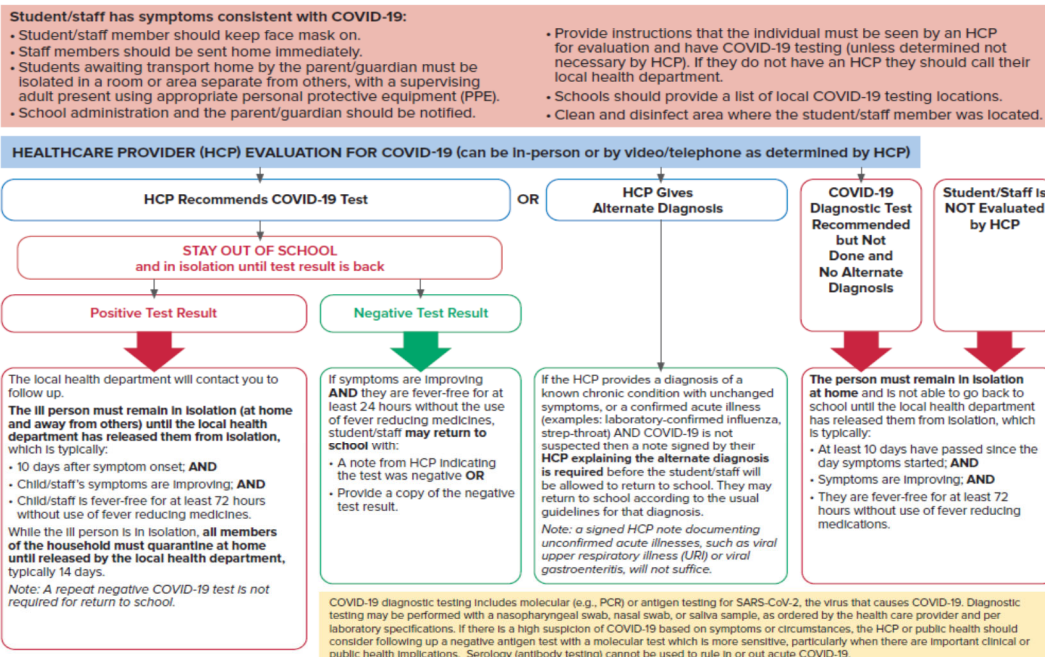 Student/staff has symptoms consistent with COVID-19:
• Student/staff member should keep face mask on.
• Staff members should be sent home immediately.
• Students awaiting transport home by the parent/guardian must be
isolated in a room or area separate from others, with a supervising
adult present using appropriate personal protective equipment (PPE).
• School administration and the parent/guardian should be notified.
• Provide instructions that the individual must be seen by an HCP
for evaluation and have COVID-19 testing (unless determined not
necessary by HCP). If they do not have an HCP they should call their
local health department.
• Schools should provide a list of local COVID-19 testing locations.
• Clean and disinfect area where the student/staff member was located.
HEALTHCARE PROVIDER (HCP) EVALUATION FOR COVID-19 (can be in-person or by video/telephone as determined by HCP)
HCP Recommends COVID-19 Test
OR
HCP Gives
Alternate Diagnosis
COVID-19
Diagnostic Test
Recommended
but Not
Done and
No Alternate
Diagnosis
Student/Staff is
NOT Evaluated
by HCP
STAY OUT OF SCHOOL
and in isolation until test result is back
Positive Test Result
Negative Test Result
The local health department will contact you to
follow up.
The ill person must remain in isolation (at home
and away from others) until the local health
department has released them from isolation,
which is typically:
• 10 days after symptom onset; AND
• Child/staff's symptoms are improving; AND
• Child/staff is fever-free for at least 72 hours
without use of fever reducing medicines.
While the ill person is in isolation, all members
of the household must quarantine at home
until released by the local health department,
typically 14 days.
Note: A repeat negative COVID-19 test is not
required for return to school.
If symptoms are improving
AND they are fever-free for at
least 24 hours without the use
of fever reducing medicines,
student/staff may return to
school with:
• A note from HCP indicating
the test was negative OR
• Provide a copy of the negative
test result.
If the HCP provides a diagnosis of a
known chronic condition with unchanged
symptoms, or a confirmed acute illness
(examples: laboratory-confirmed influenza,
strep-throat) AND COVID-19 is not
suspected then a note signed by their
HCP explaining the alternate diagnosis
is required before the student/staff will
be allowed to return to school. They may
return to school according to the usual
guidelines for that diagnosis.
Note: a signed HCP note documenting
unconfirmed acute illnesses, such as viral
upper respiratory illness (URI) or viral
gastroenteritis, will not suffice.
The person must remain in isolation
at home and is not able to go back to
school until the local health department
has released them from isolation, which
is typically:
• At least 10 days have passed since the
day symptoms started; AND
• Symptoms are improving; AND
• They are fever-free for at least 72
hours without use of fever reducing
medications.
COVID-19 diagnostic testing includes molecular (e.g., PCR) or antigen testing for SARS-CoV-2, the virus that causes COVID-19. Diagnostic
testing may be performed with a nasopharyngeal swab, nasal swab, or saliva sample, as ordered by the health care provider and per
laboratory specifications. If there is a high suspicion of COVID-19 based on symptoms or circumstances, the HCP or public health should
consider following up a negative antigen test with a molecular test which is more sensitive, particularly when there are important clinical or
public health implications. Serology (antibody testing) cannot be used to rule in or out acute COVID-19.